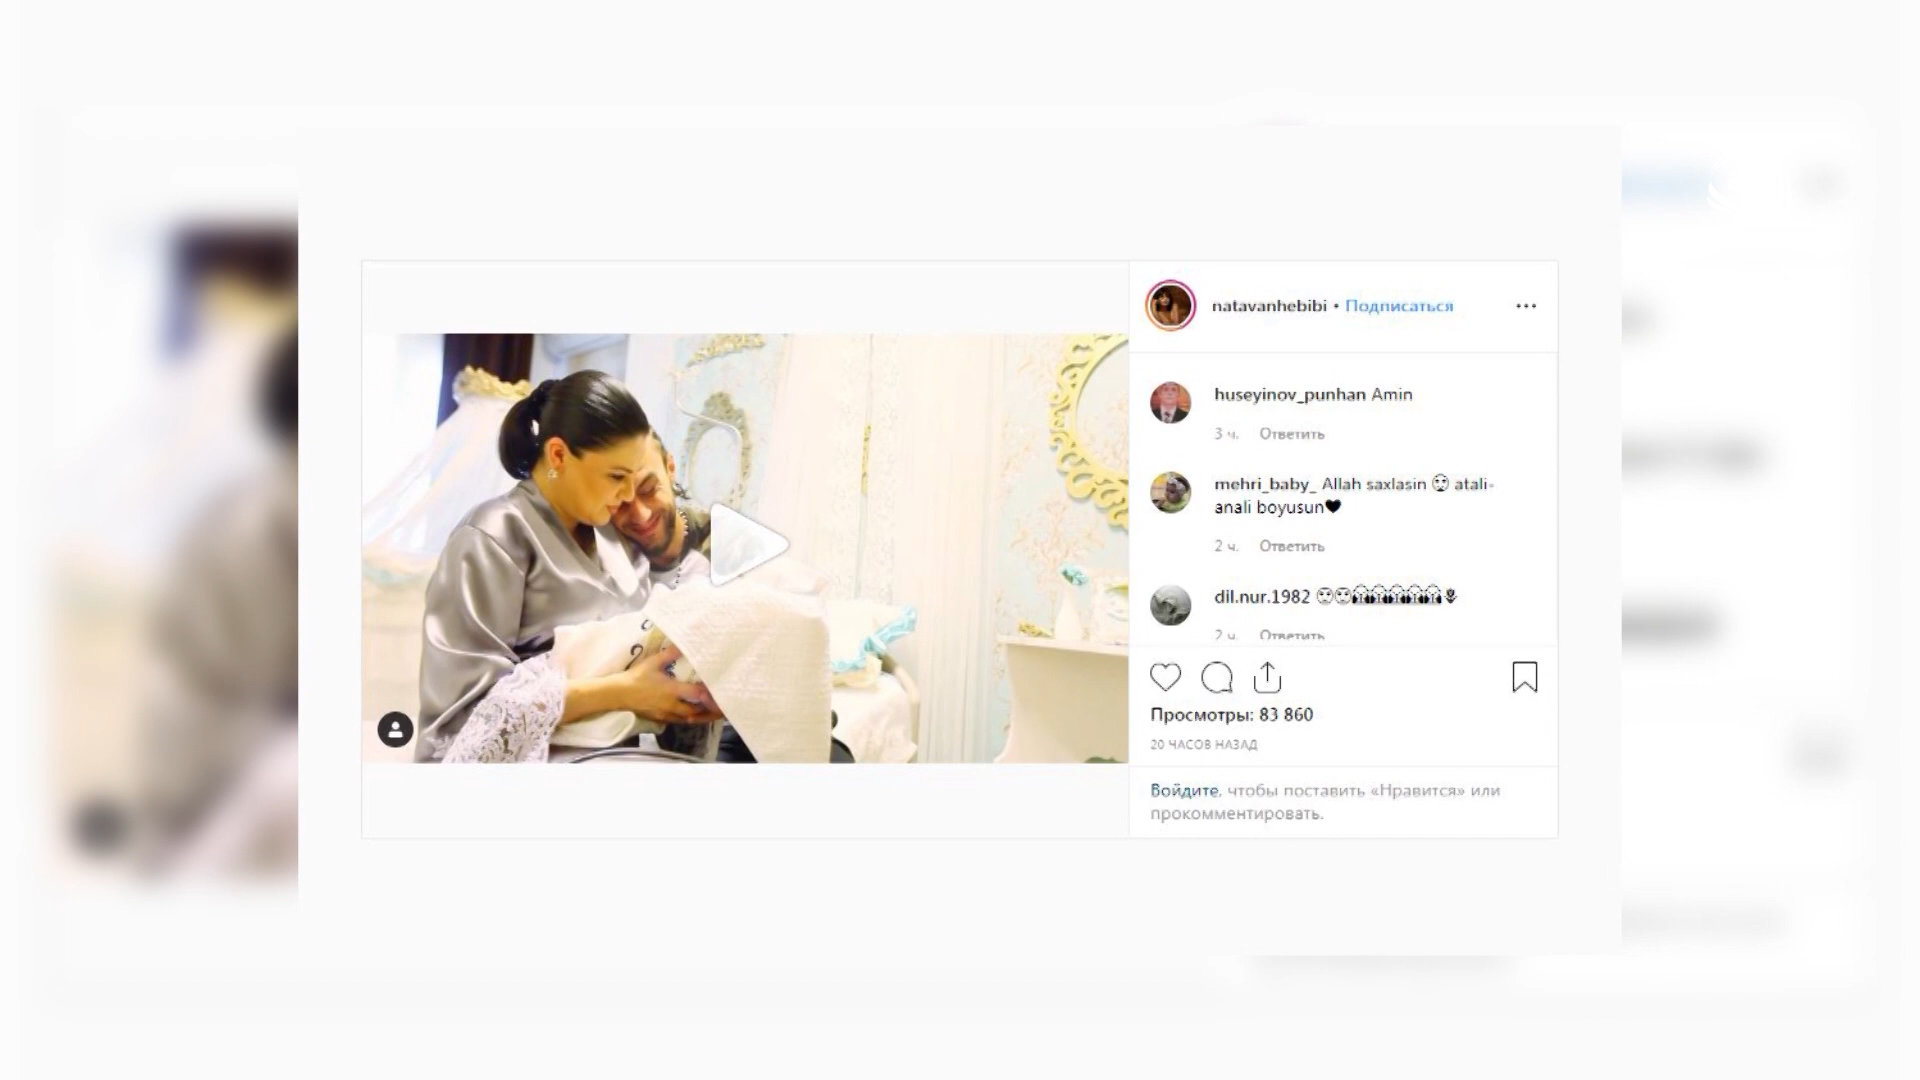 natavanhebibi • Подписаться
huseyinov_punhan Amin
3 ч. Ответить
mehri_baby_ Allah saxlasin atali-
anali boyusun🖤
2 ч. Ответить
dil.nur.1982
2 ч. Ответить
Просмотры: 83 860
20 ЧАСОВ НАЗАД
Войдите, чтобы поставить «Нравится» или
прокомментировать.